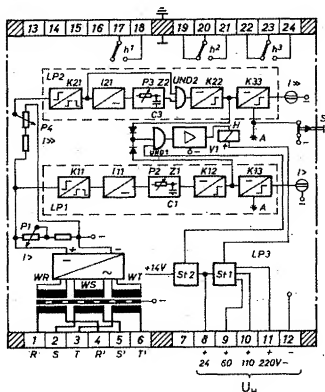 13 14 15 16 17 18 19 20 21 22 23 24
h¹ h² h³
LP2
K21 I21 P3 Z2 UND2 K22 K33
C3
I≫
P4
I≫
H
V1
A
S
UND1
6
K11 I11 P2 Z1 K12 K13
I>
LP1
C1
A
P1
I>
+ -
WR WS WT
+14V
St2 St1
LP3
1 2 3 4 5 6 7 8 9 10 11 12
R S T R' S' T'
+ + + + -
24 60 110 220V-
U_H